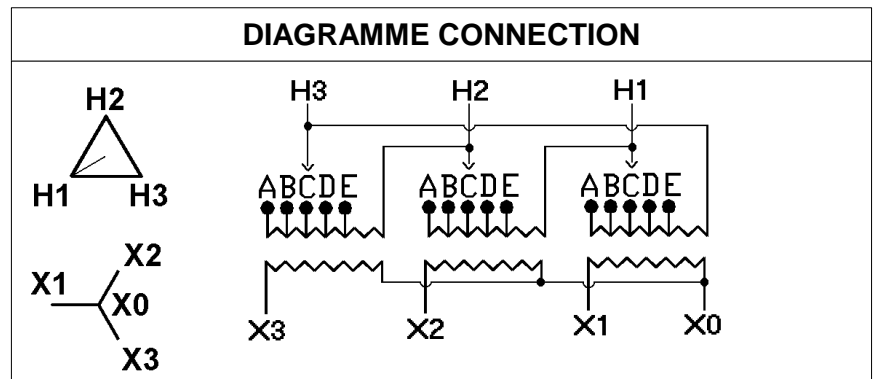 DIAGRAMME CONNECTION
H3 H2 H1
H2
H1 H3
ABCDE ABCDE ABCDE
X2
X1 X0
X3
X3 X2 X1 X0